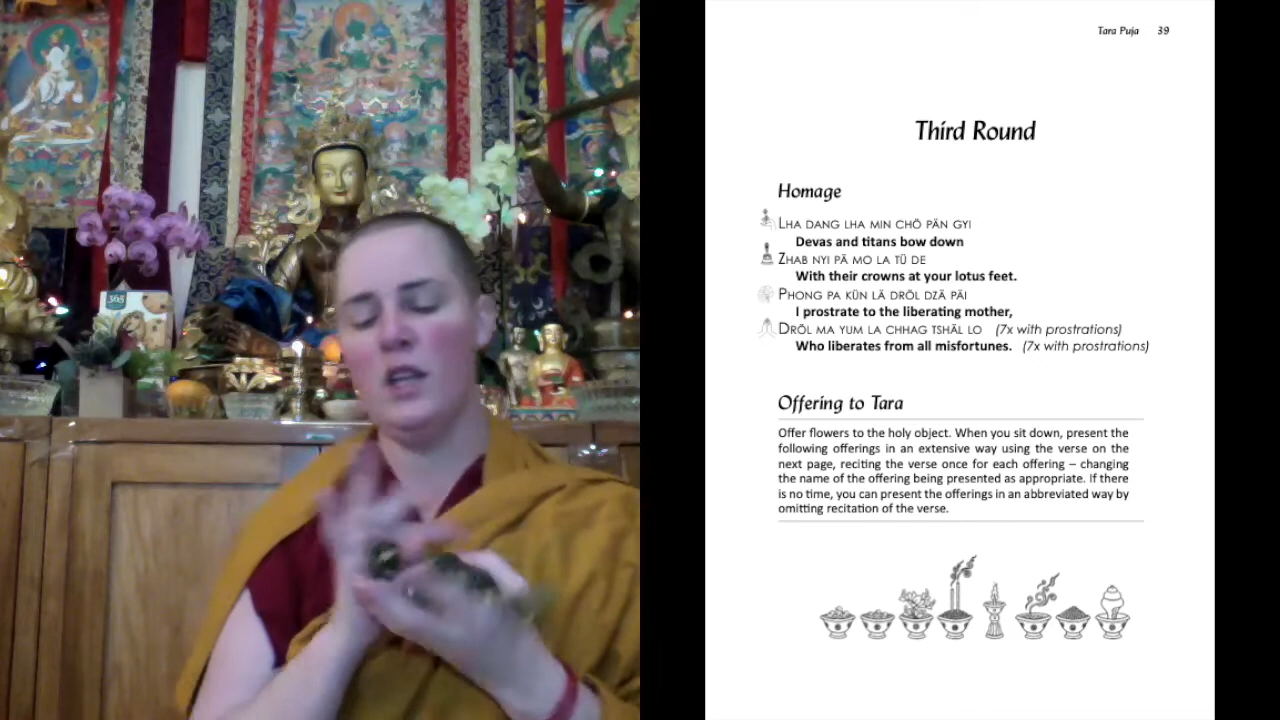 Tara Puja 39
Third Round
Homage
LHA DANG LHA MIN CHÖ PÄN GYI
Devas and titans bow down
ZHAB NYI PÄ MO LA TÜ DE
With their crowns at your lotus feet.
PHONG PA KÜN LÄ DRÖL DZÄ PÄI
I prostrate to the liberating mother,
DRÖL MA YUM LA CHHAG TSHÄL LO (7x with prostrations)
Who liberates from all misfortunes. (7x with prostrations)
Offering to Tara
Offer flowers to the holy object. When you sit down, present the
following offerings in an extensive way using the verse on the
next page, reciting the verse once for each offering – changing
the name of the offering being presented as appropriate. If there
is no time, you can present the offerings in an abbreviated way by
omitting recitation of the verse.
365